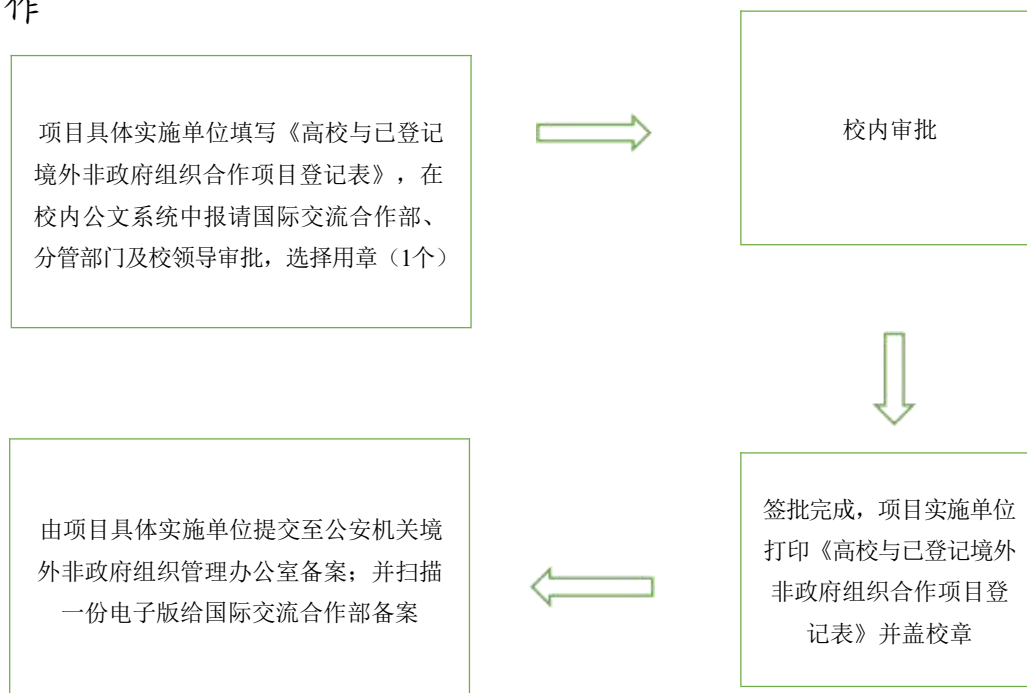 作
项目具体实施单位填写《高校与已登记
境外非政府组织合作项目登记表》，在
校内公文系统中报请国际交流合作部、
分管部门及校领导审批，选择用章（1个）
校内审批
签批完成，项目实施单位
打印《高校与已登记境外
非政府组织合作项目登
记表》并盖校章
由项目具体实施单位提交至公安机关境
外非政府组织管理办公室备案；并扫描
一份电子版给国际交流合作部备案